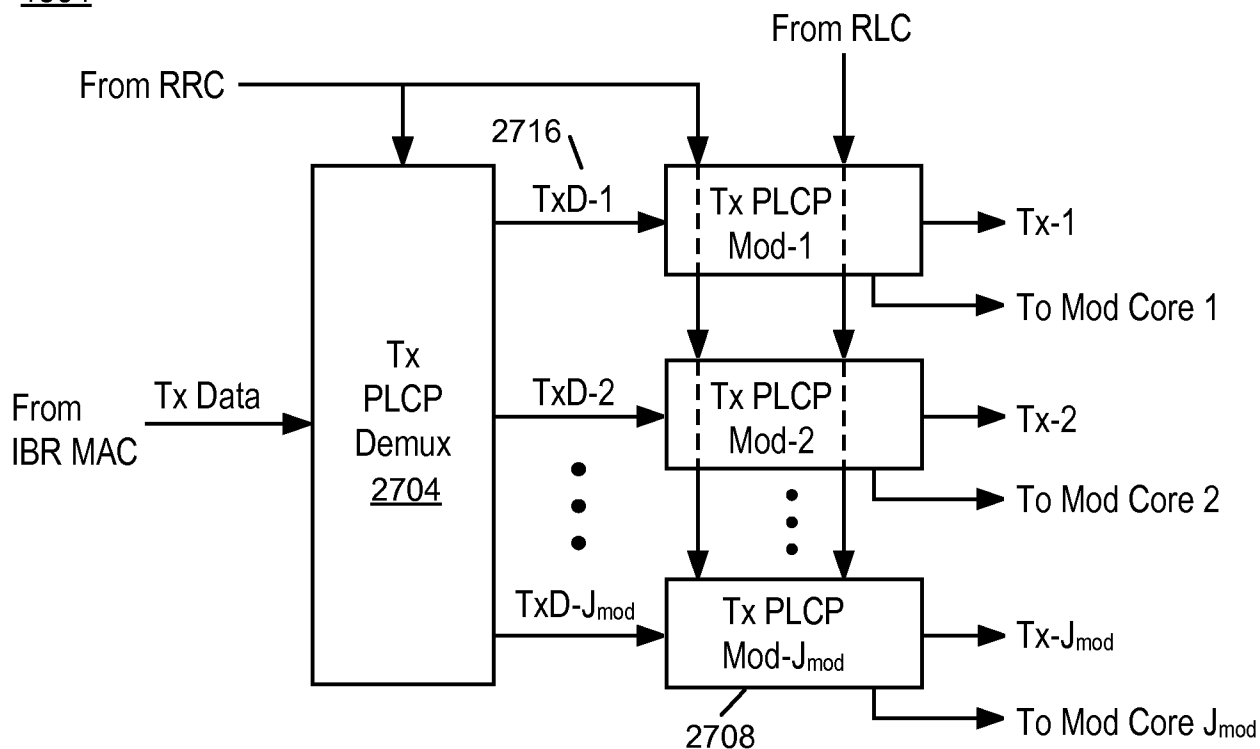 From RLC
From RRC
2716
TxD-1
Tx PLCP
Mod-1
Tx-1
To Mod Core 1
Tx
PLCP
Demux
2704
From
IBR MAC
Tx Data
TxD-2
Tx PLCP
Mod-2
Tx-2
To Mod Core 2
TxD-Jmod
Tx PLCP
Mod-Jmod
Tx-Jmod
2708
To Mod Core Jmod